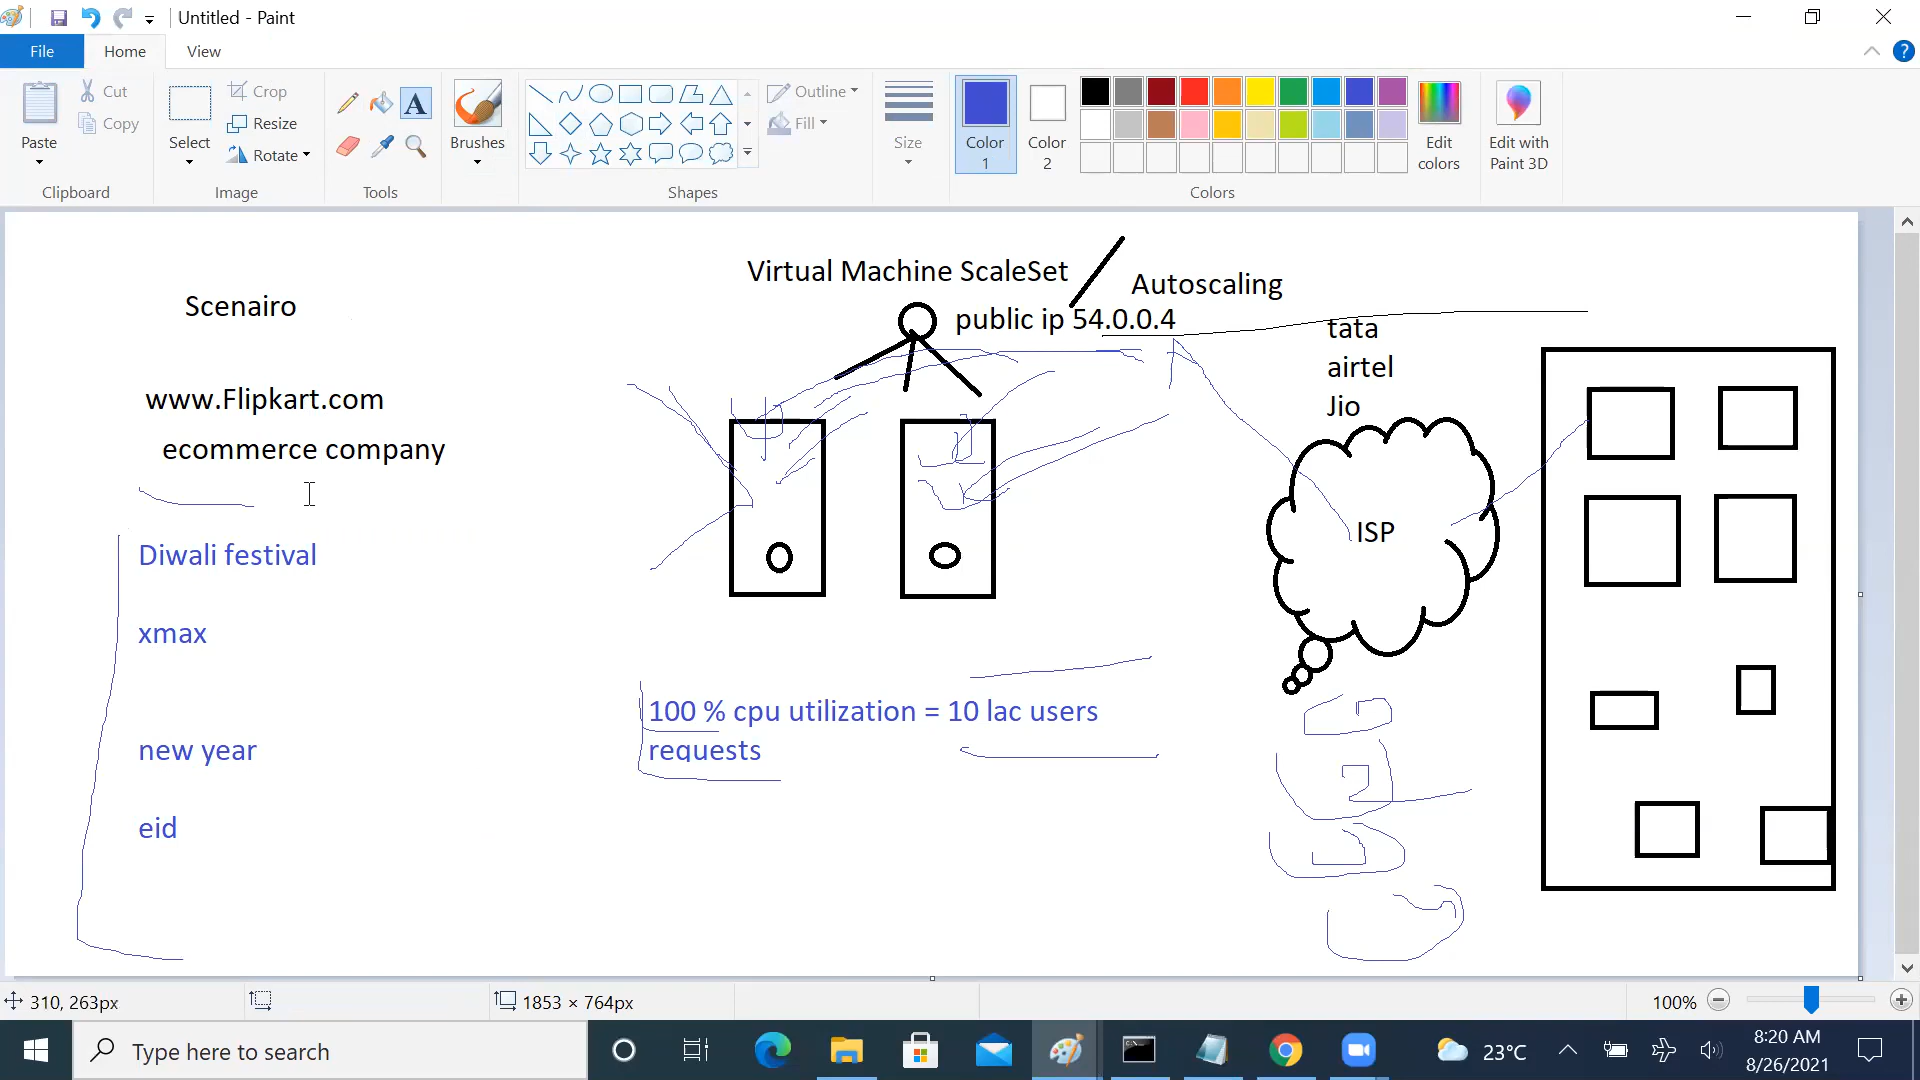 Untitled - Paint
File
Home
View
Paste
Cut
Copy
Clipboard
Select
Crop
Resize
Rotate
Image
A
Tools
Brushes
Outline
Fill
Shapes
Size
Color
1
Color
2
Edit
colors
Edit with
Paint 3D
Colors
?
Virtual Machine ScaleSet
Autoscaling
Scenairo
public ip 54.0.0.4
tata
airtel
Jio
www.Flipkart.com
ecommerce company
ISP
Diwali festival
xmax
100 % cpu utilization = 10 lac users
requests
2
new year
eid
310, 263px
1853 × 764px
100%
Type here to search
23°C
8:20 AM
8/26/2021